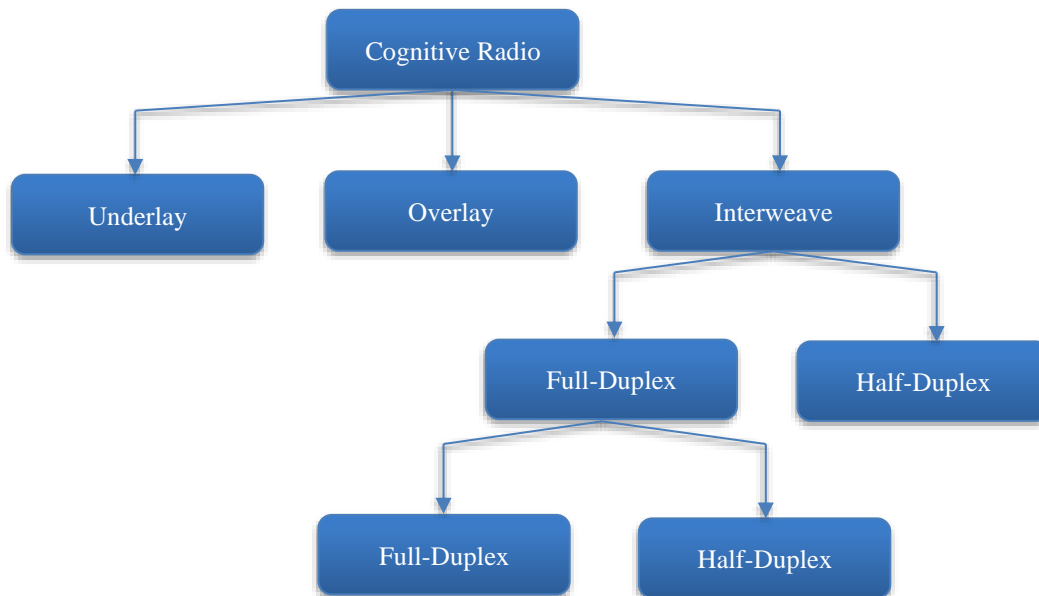 Cognitive Radio
Underlay
Overlay
Interweave
Full-Duplex
Half-Duplex
Full-Duplex
Half-Duplex